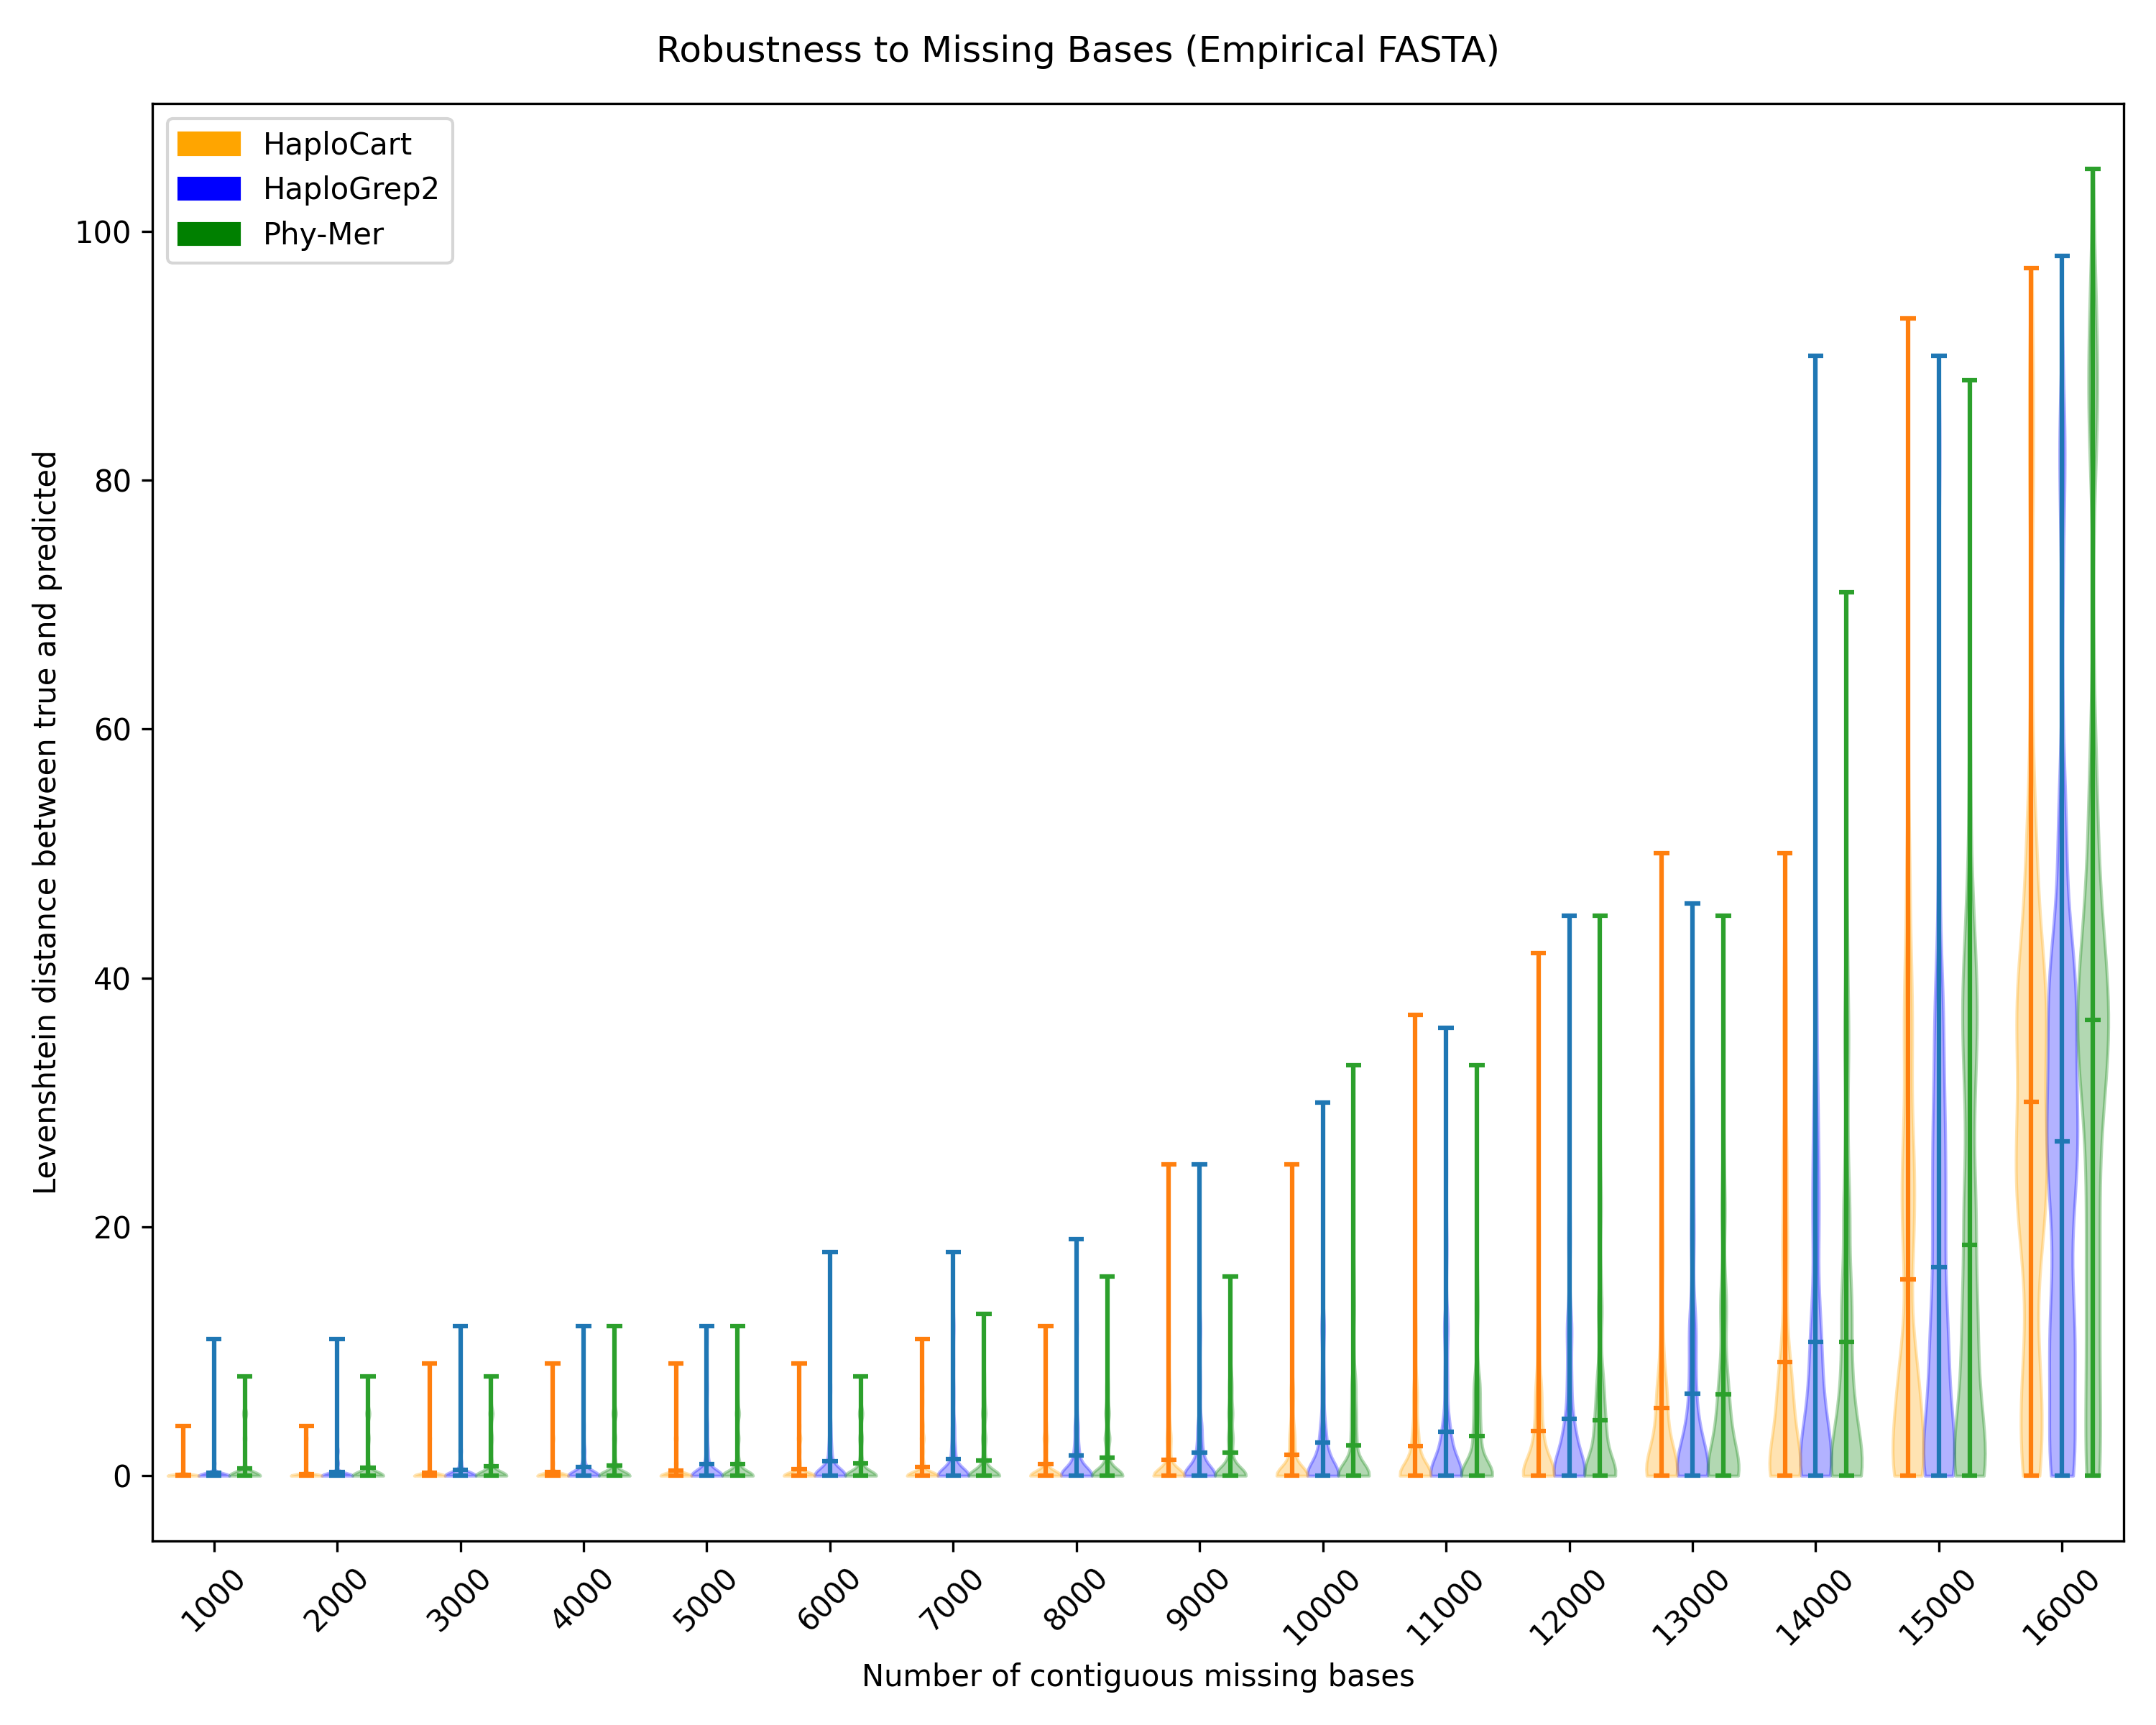 Robustness to Missing Bases (Empirical FASTA)
HaploCart
HaploGrep2
Phy-Mer
Levenshtein distance between true and predicted
100
80
60
40
20
0
1000 2000 3000 4000 5000 6000 7000 8000 9000 10000 11000 12000 13000 14000 15000 16000
Number of contiguous missing bases